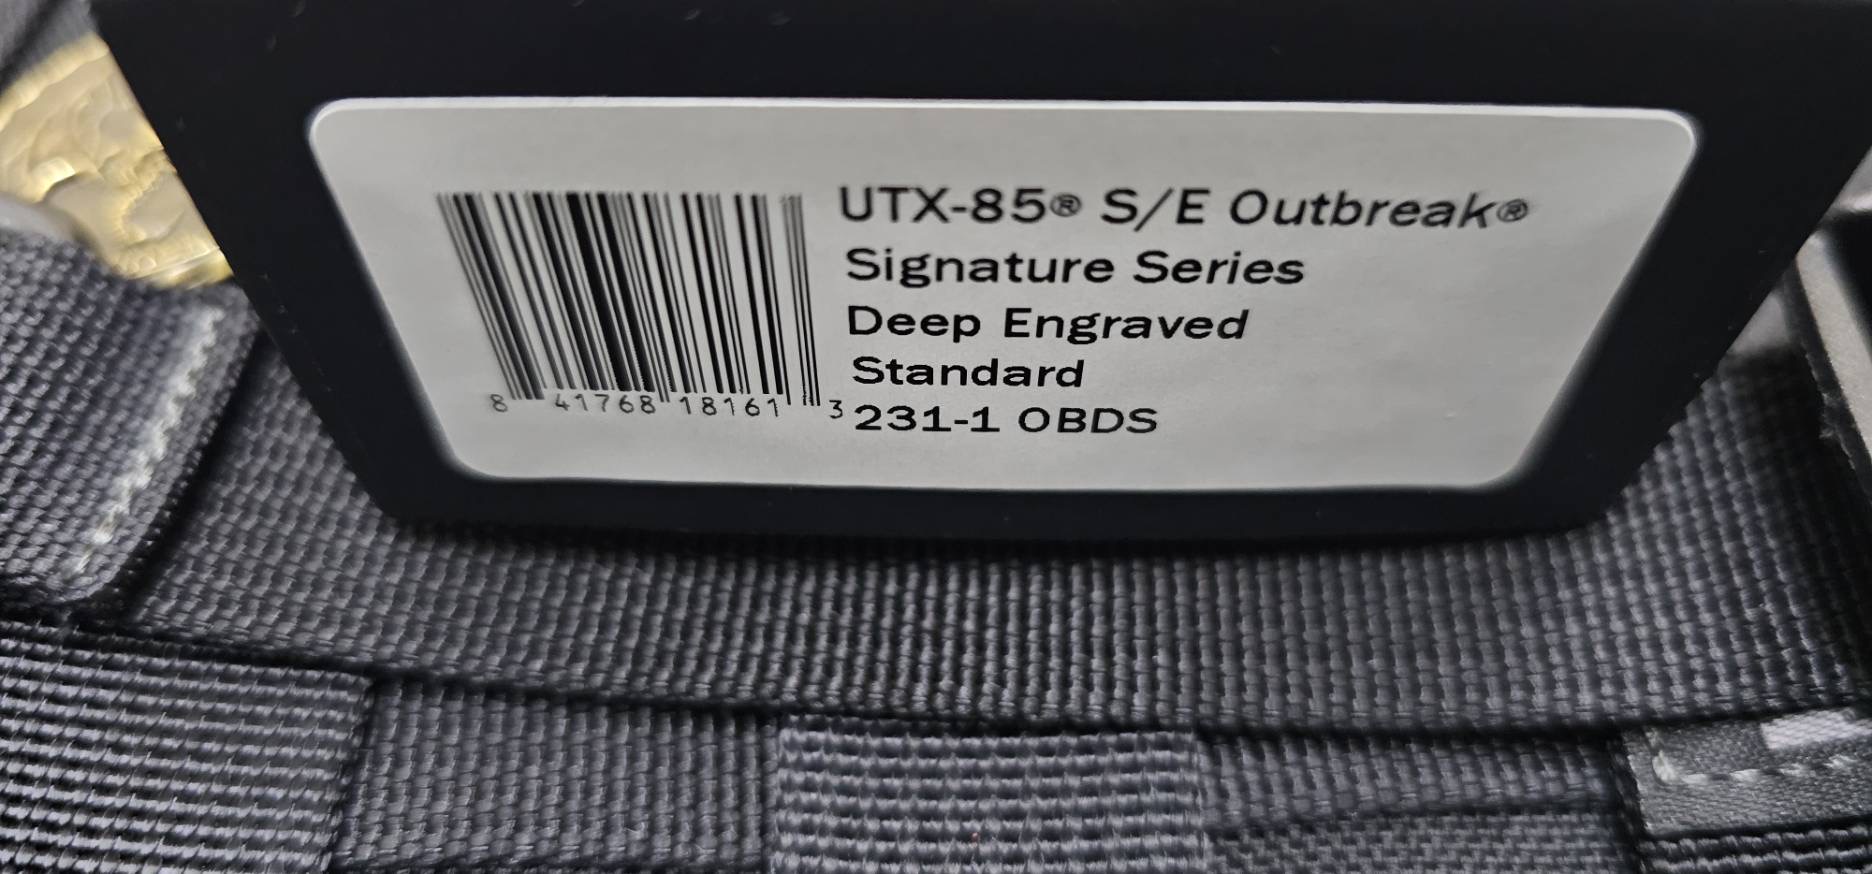 UTX-85® S/E Outbreak®
Signature Series
Deep Engraved
Standard
231-1 OBDS
8 41768 18161 3